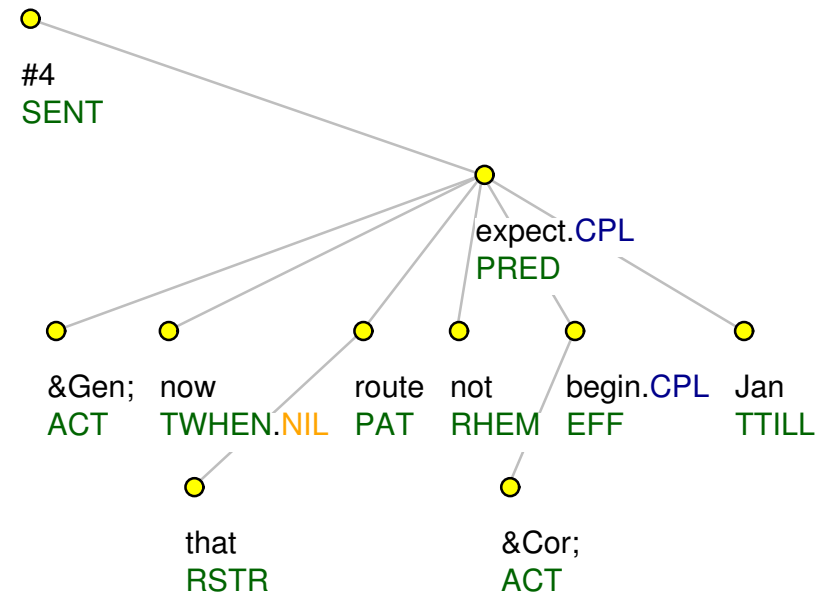 #4
SENT
expect.CPL
PRED
&Gen; now route not begin.CPL Jan
ACT TWHEN.NIL PAT RHEM EFF TTILL
that &Cor;
RSTR ACT